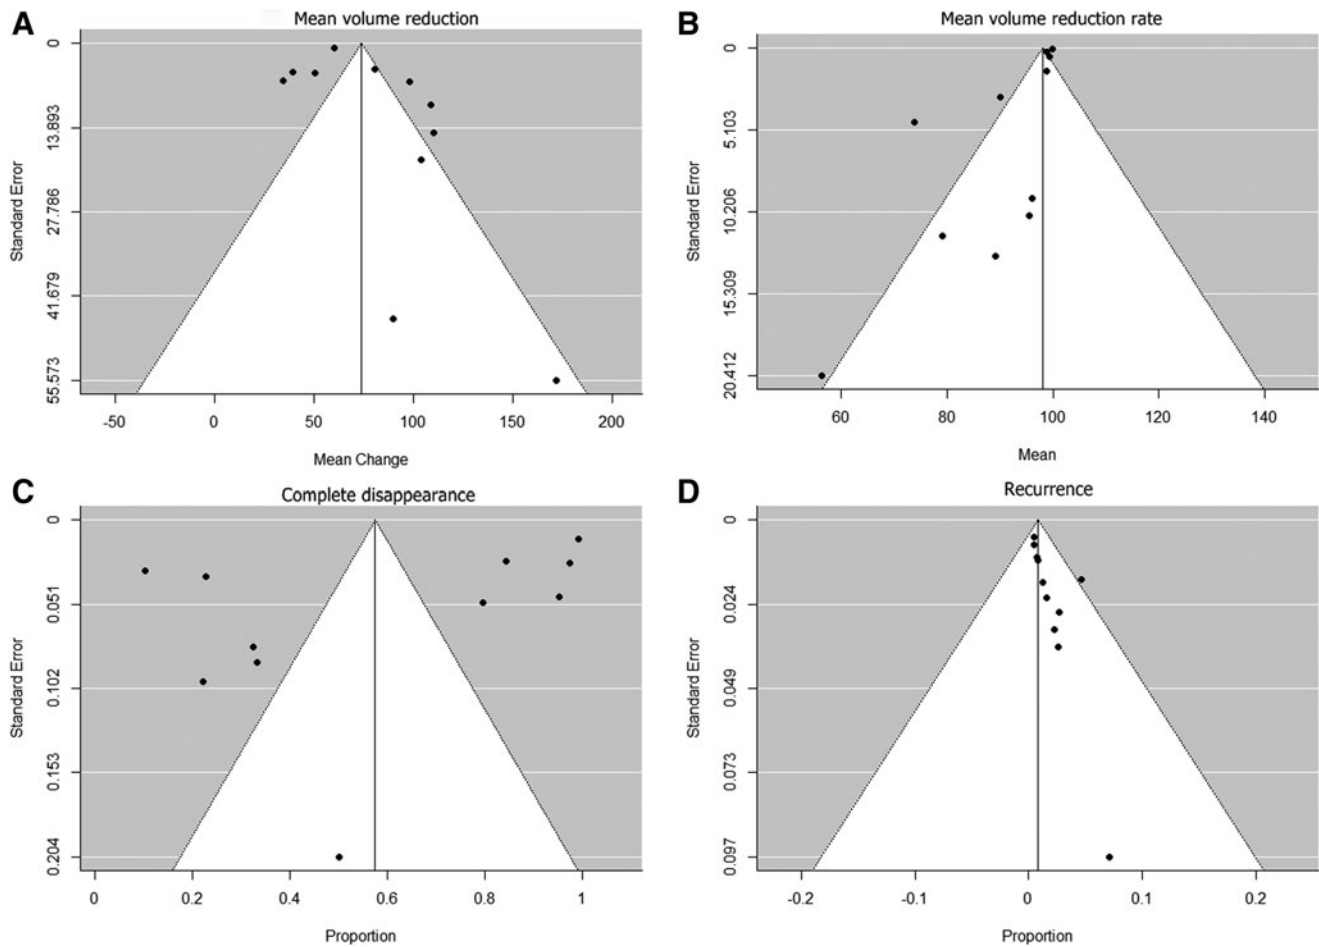 A
Mean volume reduction
0
13.893
27.786
41.679
55.573
Standard Error
-50
0
50
100
150
200
Mean Change
B
Mean volume reduction rate
0
5.103
10.206
15.309
20.412
Standard Error
60
80
100
120
140
Mean
C
Complete disappearance
0
0.051
0.102
0.153
0.204
Standard Error
0
0.2
0.4
0.6
0.8
1
Proportion
D
Recurrence
0
0.024
0.049
0.073
0.097
Standard Error
-0.2
-0.1
0
0.1
0.2
Proportion